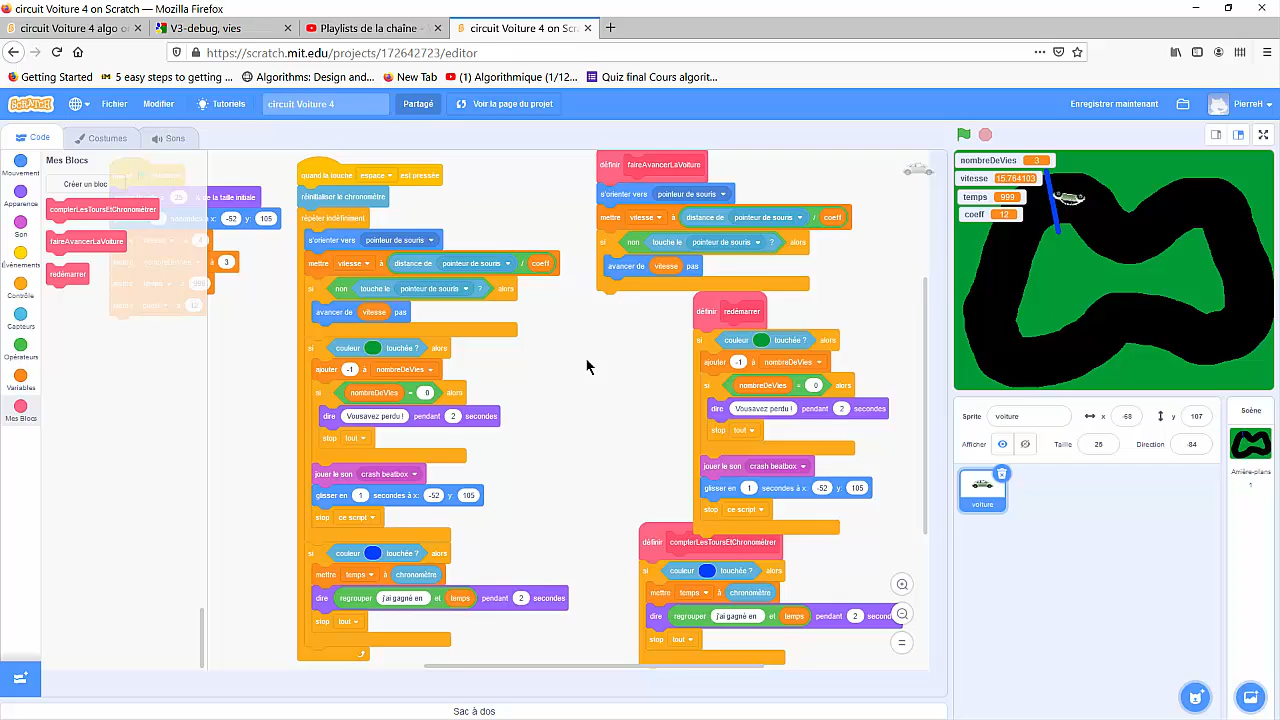 circuit Voiture 4 on Scratch — Mozilla Firefox
circuit Voiture 4 algo o
V3-debug, vies
Playlists de la chaîne -
circuit Voiture 4 on Scr
https://scratch.mit.edu/projects/172642723/editor
Getting Started
5 easy steps to getting ...
Algorithms: Design and...
New Tab
(1) Algorithmique (1/12...
Quiz final Cours algorit...
SCRATCH
Fichier
Modifier
Tutoriels
circuit Voiture 4
Partagé
Voir la page du projet
Enregistrer maintenant
PierreH
Code
Costumes
Sons
Mouvement
Apparence
Son
Événements
Contrôle
Capteurs
Opérateurs
Variables
Mes Blocs
Mes Blocs
Créer un bloc
compterLesToursEtChronométrer
faireAvancerLaVoiture
redémarrer
25 % de la taille initiale
x: -52 y: 105
à 3
quand la touche espace est pressée
réinitialiser le chronomètre
répéter indéfiniment
s'orienter vers pointeur de souris
mettre vitesse à distance de pointeur de souris / coeff
si non touche le pointeur de souris ? alors
avancer de vitesse pas
si couleur touchée ? alors
ajouter -1 à nombreDeVies
si nombreDeVies = 0 alors
dire Vousavez perdu ! pendant 2 secondes
stop tout
jouer le son crash beatbox
glisser en 1 secondes à x: -52 y: 105
stop ce script
si couleur touchée ? alors
mettre temps à chronomètre
dire regrouper j'ai gagné en et temps pendant 2 secondes
stop tout
définir faireAvancerLaVoiture
s'orienter vers pointeur de souris
mettre vitesse à distance de pointeur de souris / coeff
si non touche le pointeur de souris ? alors
avancer de vitesse pas
définir redémarrer
si couleur touchée ? alors
ajouter -1 à nombreDeVies
si nombreDeVies = 0 alors
dire Vousavez perdu ! pendant 2 secondes
stop tout
jouer le son crash beatbox
glisser en 1 secondes à x: -52 y: 105
stop ce script
définir compterLesToursEtChronométrer
si couleur touchée ? alors
mettre temps à chronomètre
dire regrouper j'ai gagné en et temps pendant 2 second
stop tout
nombreDeVies 3
vitesse 15.764103
temps 999
coeff 12
Sprite voiture x -53 y 107
Afficher Taille 25 Direction -84
voiture
Scène
Arrière-plans
1
Sac à dos